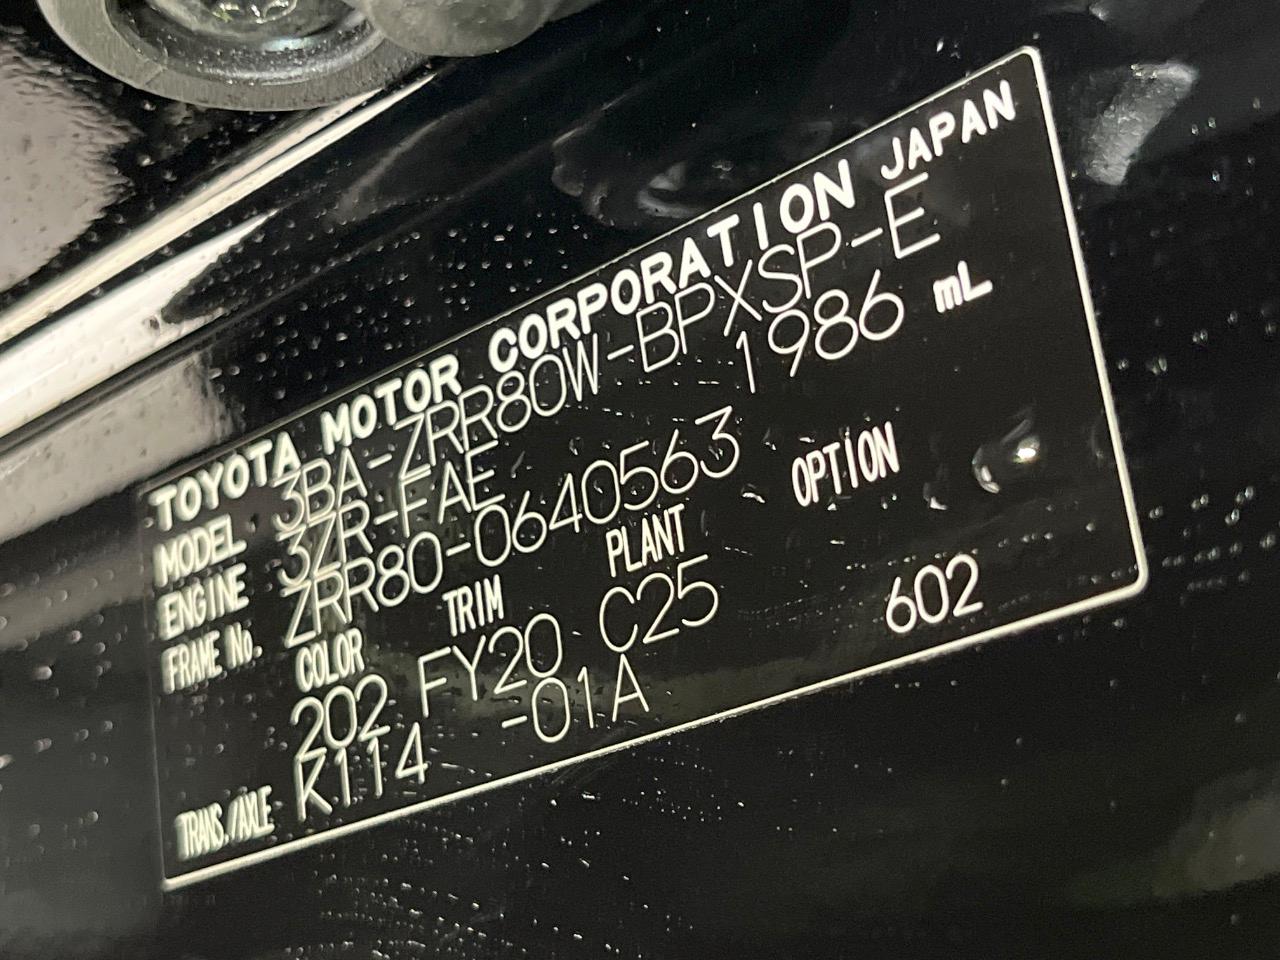 TOYOTA MOTOR CORPORATION JAPAN
MODEL 3BA-ZRR80W-BPXSP-E
ENGINE 3ZR-FAE 1986 mL
FRAME No. ZRR80-0640563
COLOR TRIM PLANT OPTION
202 FY20 C25 602
TRANS./AXLE K114 -01A